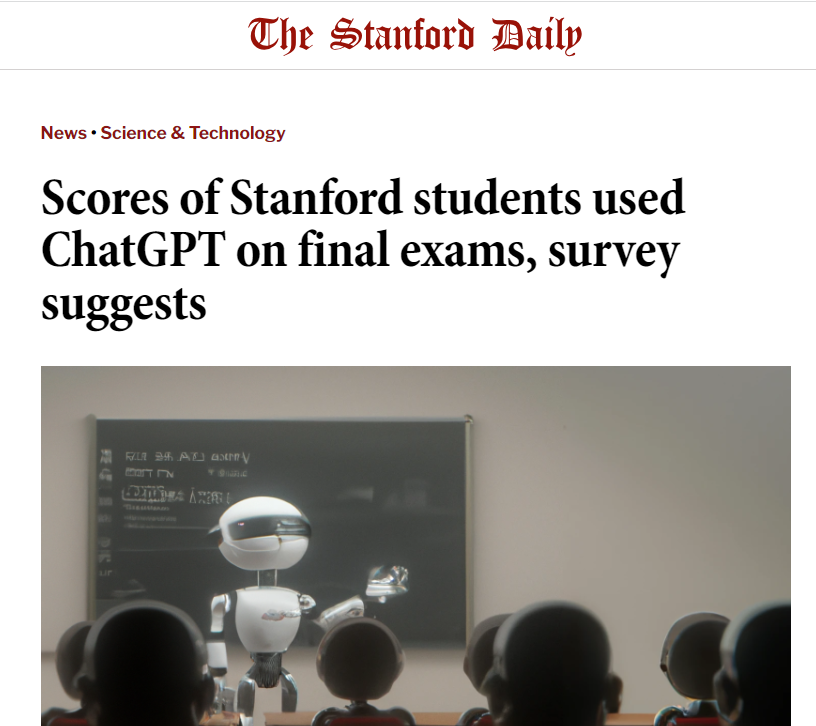 The Stanford Daily
News • Science & Technology
Scores of Stanford students used
ChatGPT on final exams, survey
suggests